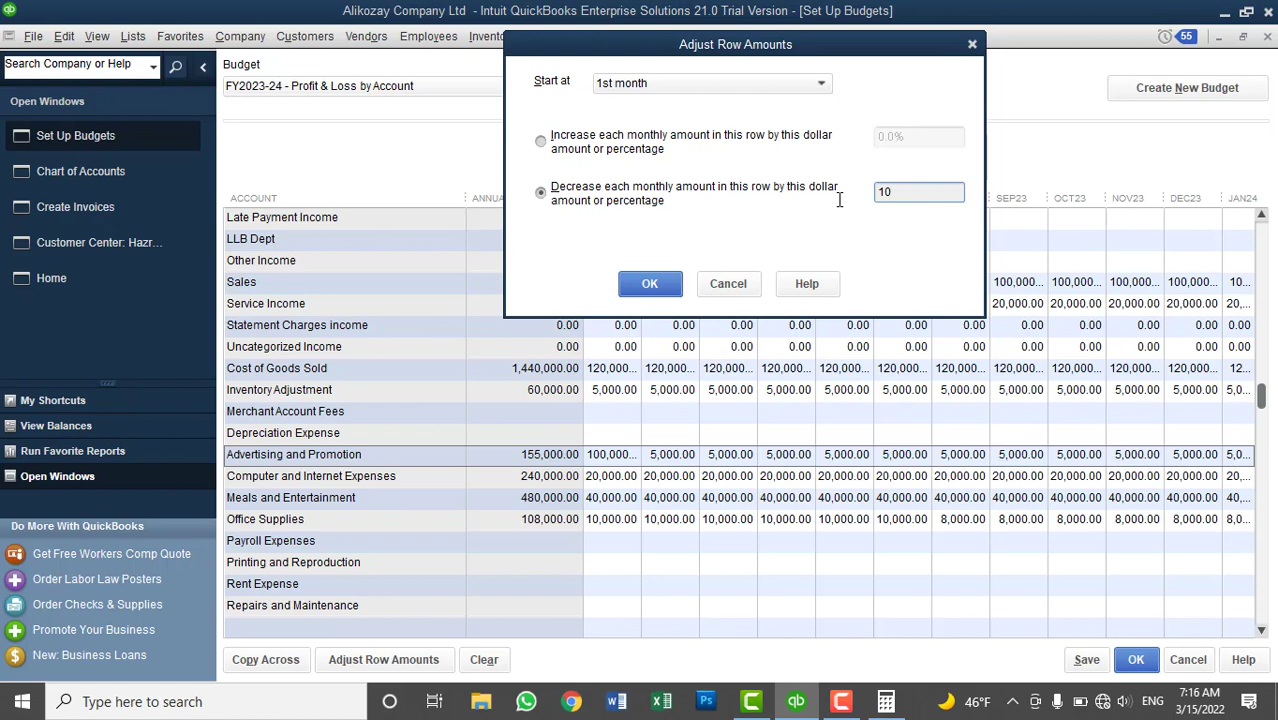 Alikozay Company Ltd - Intuit QuickBooks Enterprise Solutions 21.0 Trial Version - [Set Up Budgets]
File Edit View Lists Favorites Company Customers Vendors Employees Invento
55
Search Company or Help
Open Windows
Set Up Budgets
Chart of Accounts
Create Invoices
Customer Center: Hazr...
Home
My Shortcuts
View Balances
Run Favorite Reports
Open Windows
Do More With QuickBooks
Get Free Workers Comp Quote
Order Labor Law Posters
Order Checks & Supplies
Promote Your Business
New: Business Loans
Budget
FY2023-24 - Profit & Loss by Account
Create New Budget
Adjust Row Amounts
Start at 1st month
Increase each monthly amount in this row by this dollar
amount or percentage
0.0%
Decrease each monthly amount in this row by this dollar
amount or percentage
10
OK Cancel Help
ACCOUNT ANNUA SEP23 OCT23 NOV23 DEC23 JAN24
Late Payment Income
LLB Dept
Other Income
Sales 100,000... 100,000... 100,000... 100,000... 10...
Service Income 20,000.00 20,000.00 20,000.00 20,000.00 20,...
Statement Charges income 0.00 0.00 0.00 0.00 0.00 0.00 0.00 0.00 0.00 0.00 0.00 0.00
Uncategorized Income 0.00 0.00 0.00 0.00 0.00 0.00 0.00 0.00 0.00 0.00 0.00 0.00
Cost of Goods Sold 1,440,000.00 120,000... 120,000... 120,000... 120,000... 120,000... 120,000... 120,000... 120,000... 120,000... 120,000... 12...
Inventory Adjustment 60,000.00 5,000.00 5,000.00 5,000.00 5,000.00 5,000.00 5,000.00 5,000.00 5,000.00 5,000.00 5,000.00 5,0...
Merchant Account Fees
Depreciation Expense
Advertising and Promotion 155,000.00 100,000... 5,000.00 5,000.00 5,000.00 5,000.00 5,000.00 5,000.00 5,000.00 5,000.00 5,000.00 5,0...
Computer and Internet Expenses 240,000.00 20,000.00 20,000.00 20,000.00 20,000.00 20,000.00 20,000.00 20,000.00 20,000.00 20,000.00 20,000.00 20,...
Meals and Entertainment 480,000.00 40,000.00 40,000.00 40,000.00 40,000.00 40,000.00 40,000.00 40,000.00 40,000.00 40,000.00 40,000.00 40,...
Office Supplies 108,000.00 10,000.00 10,000.00 10,000.00 10,000.00 10,000.00 10,000.00 8,000.00 8,000.00 8,000.00 8,000.00 8,0...
Payroll Expenses
Printing and Reproduction
Rent Expense
Repairs and Maintenance
Copy Across Adjust Row Amounts Clear Save OK Cancel Help
Type here to search
46°F
ENG
7:16 AM
3/15/2022